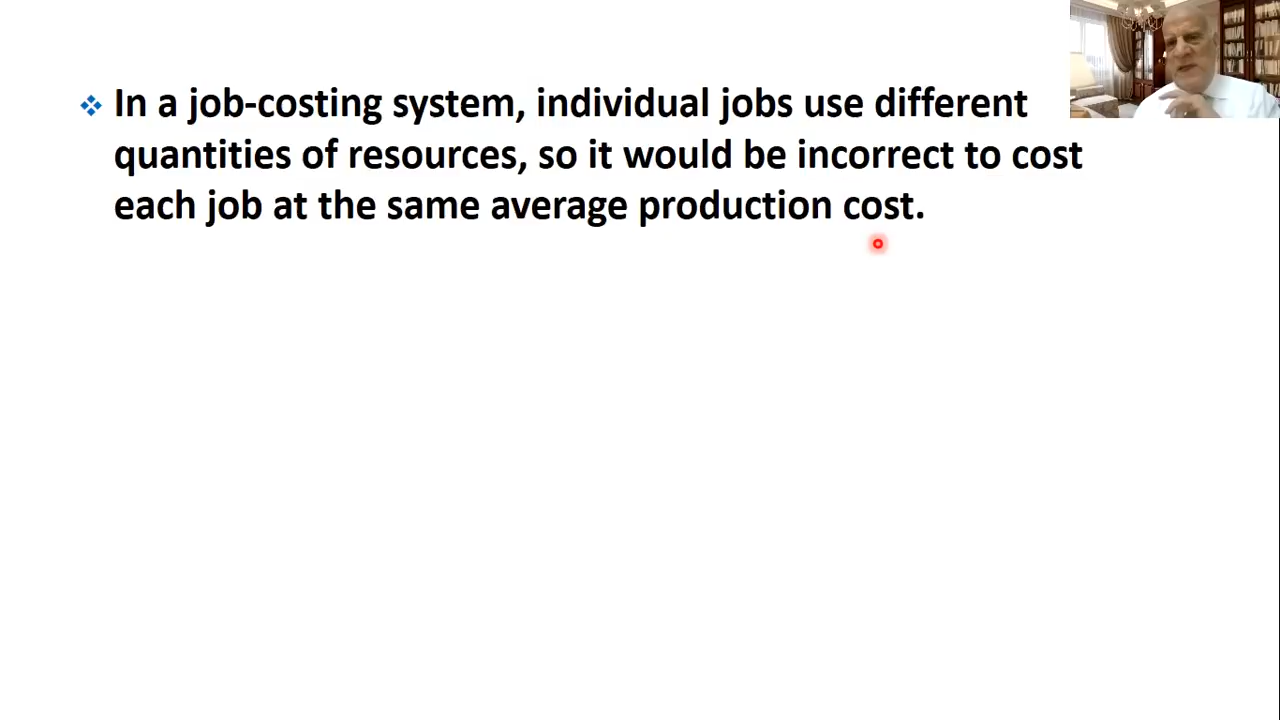 In a job-costing system, individual jobs use different
quantities of resources, so it would be incorrect to cost
each job at the same average production cost.